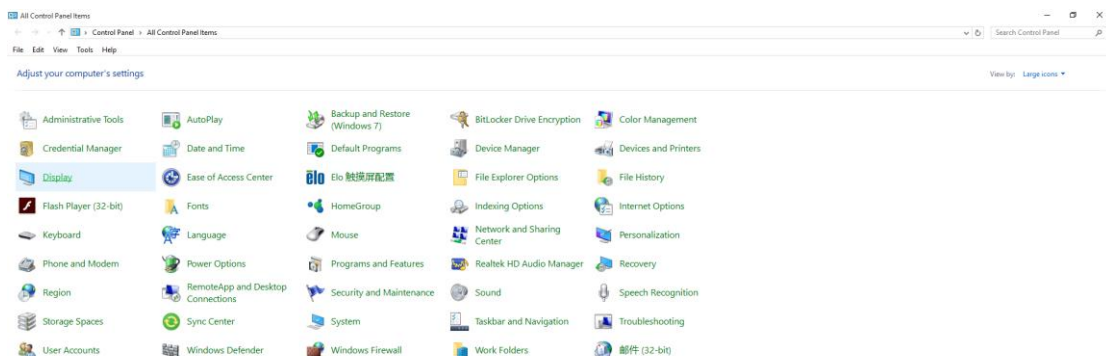 All Control Panel Items
Control Panel > All Control Panel Items
Search Control Panel
File Edit View Tools Help
Adjust your computer's settings
View by: Large icons
Administrative Tools
AutoPlay
Backup and Restore
(Windows 7)
BitLocker Drive Encryption
Color Management
Credential Manager
Date and Time
Default Programs
Device Manager
Devices and Printers
Display
Ease of Access Center
elo Elo 触摸屏配置
File Explorer Options
File History
Flash Player (32-bit)
Fonts
HomeGroup
Indexing Options
Internet Options
Keyboard
Language
Mouse
Network and Sharing
Center
Personalization
Phone and Modem
Power Options
Programs and Features
Realtek HD Audio Manager
Recovery
Region
RemoteApp and Desktop
Connections
Security and Maintenance
Sound
Speech Recognition
Storage Spaces
Sync Center
System
Taskbar and Navigation
Troubleshooting
User Accounts
Windows Defender
Windows Firewall
Work Folders
邮件 (32-bit)